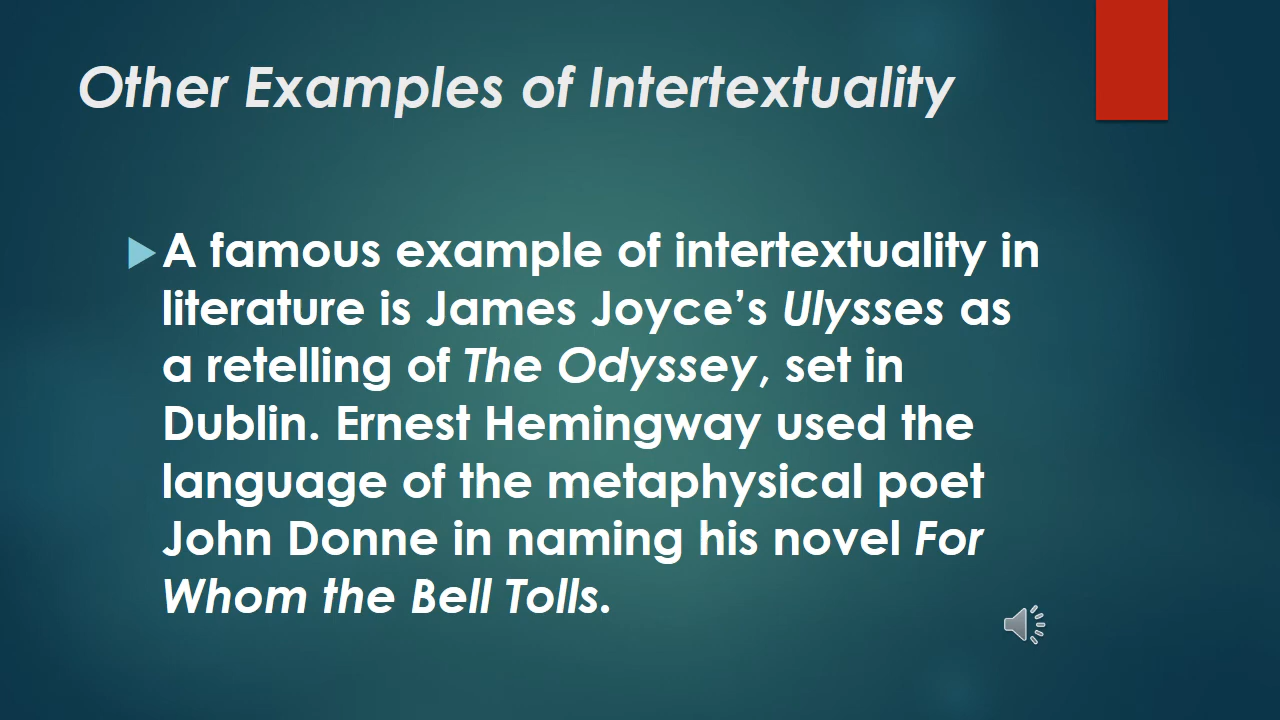 Other Examples of Intertextuality
A famous example of intertextuality in
literature is James Joyce’s Ulysses as
a retelling of The Odyssey, set in
Dublin. Ernest Hemingway used the
language of the metaphysical poet
John Donne in naming his novel For
Whom the Bell Tolls.